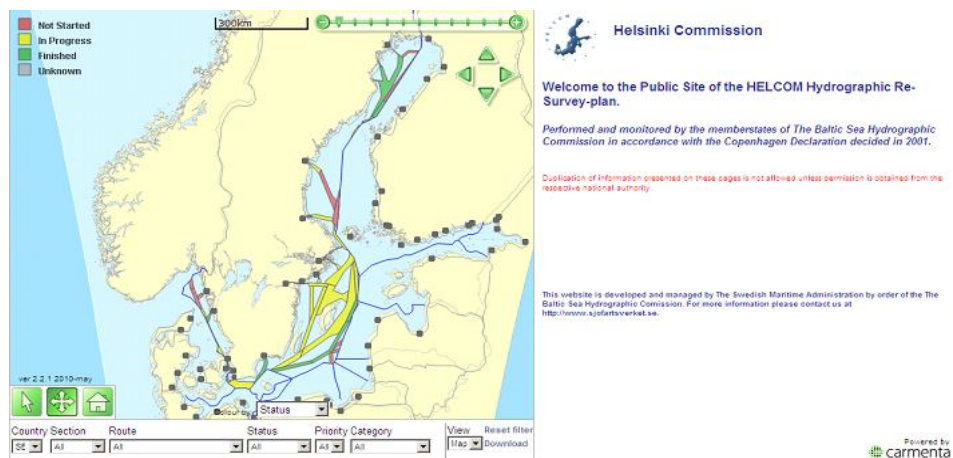 Not Started
In Progress
Finished
Unknown
300km
ver 2.2.1 2010-may
Colour by Status
Country Section Route Status Priority Category View Reset filter
SE All All All All All Map Download
Helsinki Commission
Welcome to the Public Site of the HELCOM Hydrographic Re-
Survey-plan.
Performed and monitored by the memberstates of The Baltic Sea Hydrographic
Commission in accordance with the Copenhagen Declaration decided in 2001.
Duplication of information presented on these pages is not allowed unless permission is obtained from the
respective national authority
This website is developed and managed by The Swedish Maritime Administration by order of the The
Baltic Sea Hydrographic Comission. For more information please contact us at
http://www.sjofartsverket.se.
Powered by
carmenta